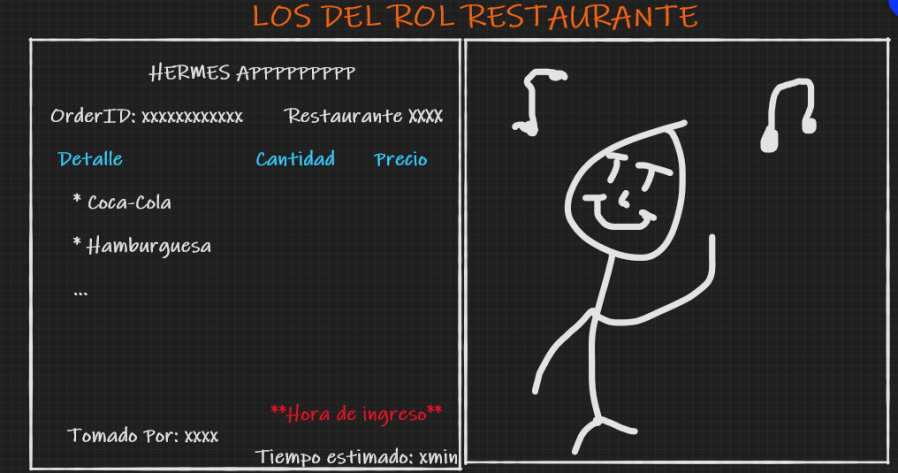 LOS DEL ROL RESTAURANTE
HERMES APPPPPPPPP
OrderID: xxxxxxxxxxxx Restaurante XXXX
Detalle Cantidad Precio
* Coca-Cola
* Hamburguesa
...
**Hora de ingreso**
Tomado Por: xxxx
Tiempo estimado: xmin